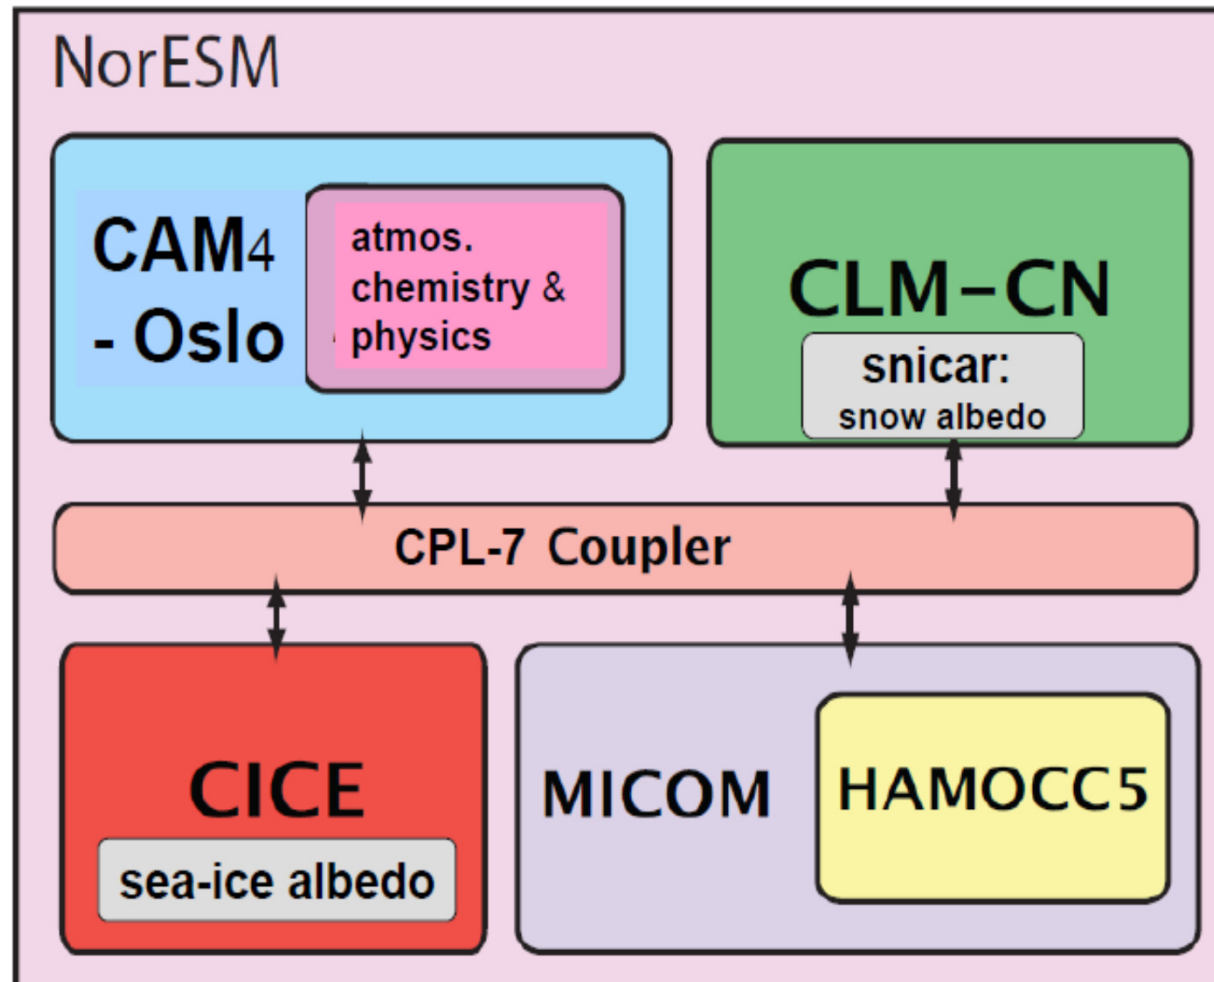 NorESM
CAM4
- Oslo
atmos.
chemistry &
physics
CLM-CN
snicar:
snow albedo
CPL-7 Coupler
CICE
sea-ice albedo
MICOM
HAMOCC5